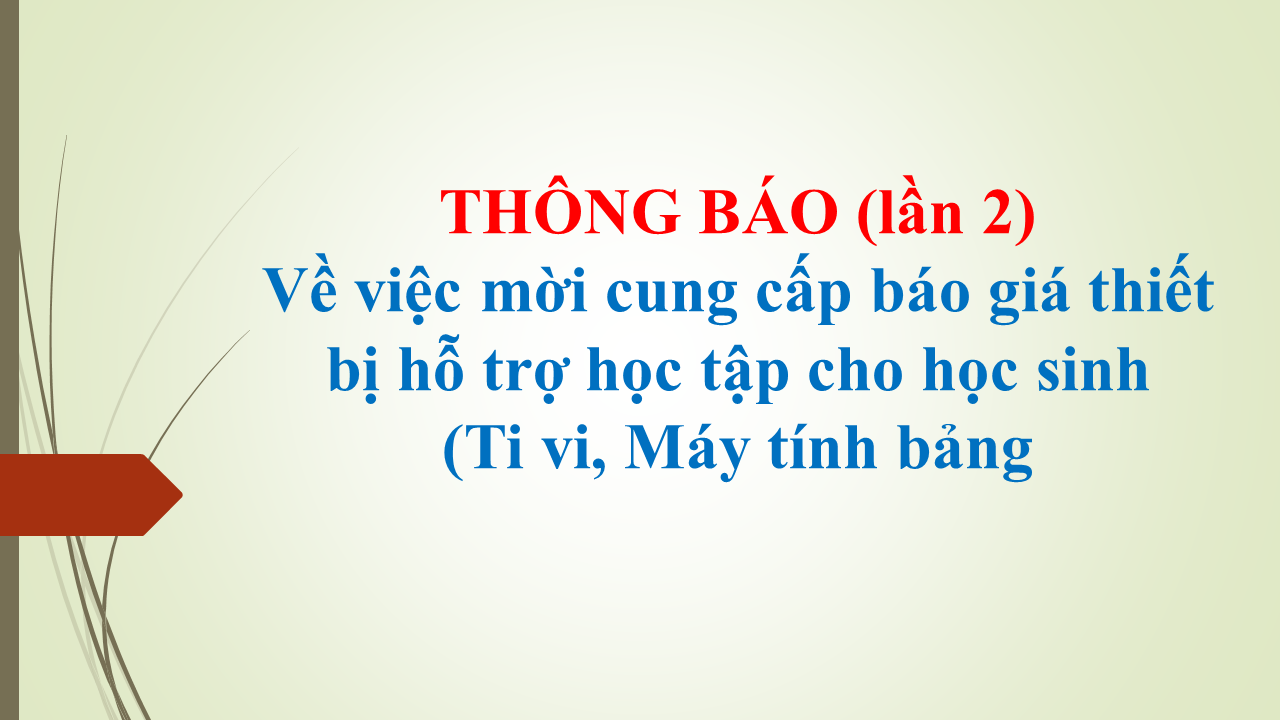 THÔNG BÁO (lần 2)
Về việc mời cung cấp báo giá thiết
bị hỗ trợ học tập cho học sinh
(Ti vi, Máy tính bảng